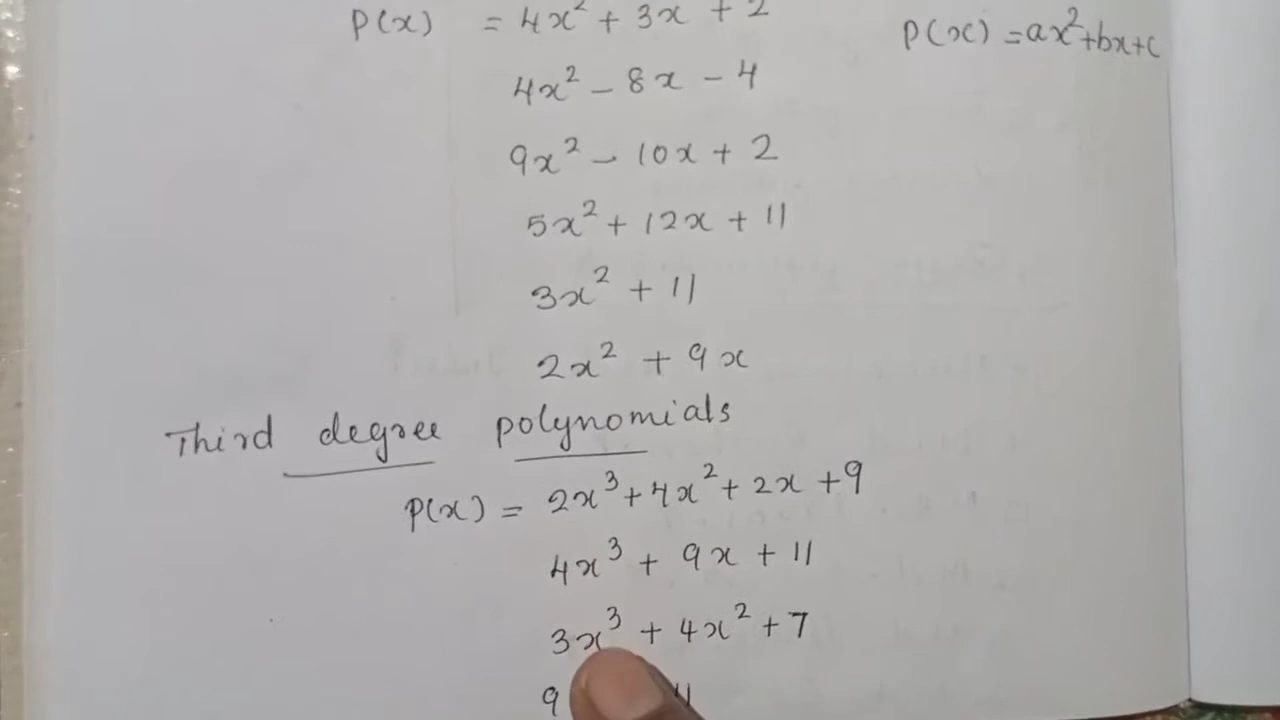 P(x) = 4x² + 3x + 2
P(x) = ax²+bx+c
4x² - 8x - 4
9x² - 10x + 2
5x² + 12x + 11
3x² + 11
2x² + 9x
Third degree polynomials
P(x) = 2x³ + 4x² + 2x + 9
4x³ + 9x + 11
3x³ + 4x² + 7
9